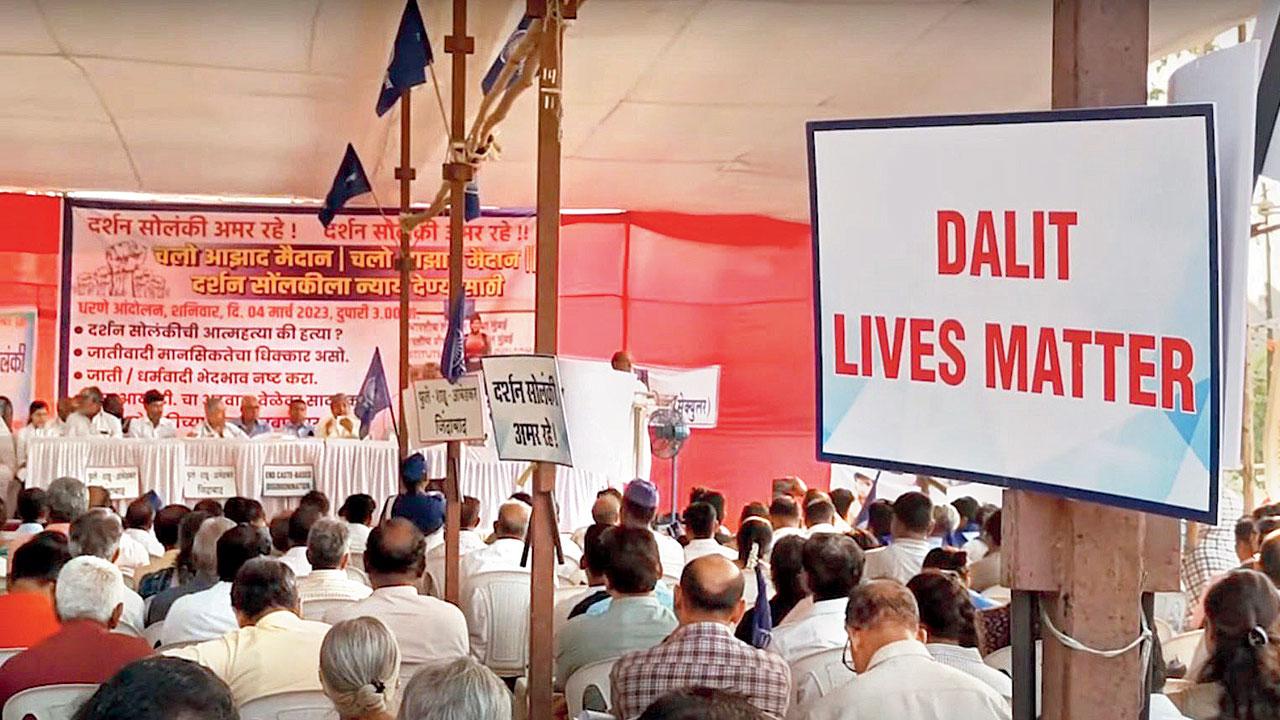 दर्शन सोलंकी अमर रहे ! दर्शन सोलंकी अमर रहे !!
चलो आझाद मैदान | चलो आझाद मैदान ||
दर्शन सोंलकीला न्याय देण्यासाठी
धरणे आंदोलन, शनिवार, दि. 04 मार्च 2023, दुपारी 3.00
• दर्शन सोलंकीची आत्महत्या की हत्या ?
• जातीवादी मानसिकतेचा धिक्कार असो.
• जाती / धर्मवादी भेदभाव नष्ट करा.
फुले - शाहू - आंबेडकर
जिंदाबाद
दर्शन सोलंकी
अमर रहे!
DALIT
LIVES MATTER
जिंदाबाद
जिंदाबाद
END CASTE-BASED
DISCRIMINATION